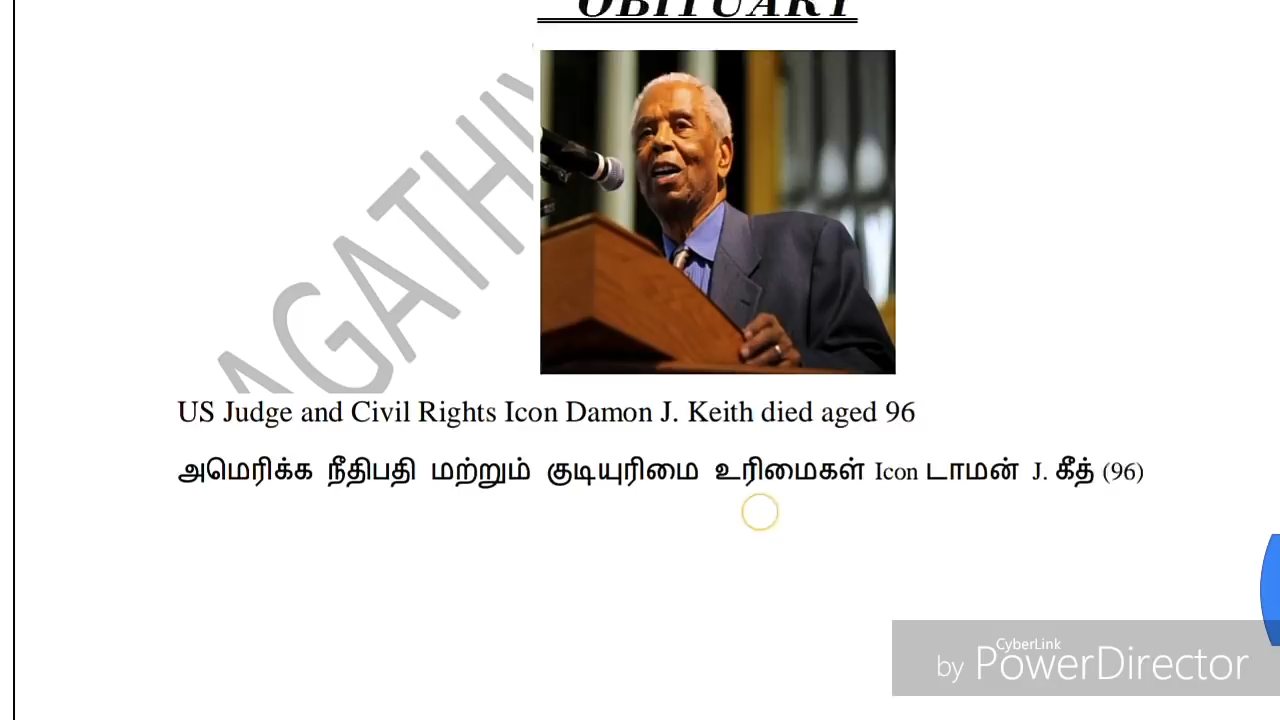 OBITUARY
AGATHI
US Judge and Civil Rights Icon Damon J. Keith died aged 96
அமெரிக்க நீதிபதி மற்றும் குடியுரிமை உரிமைகள் Icon டாமன் J. கீத் (96)
CyberLink
by PowerDirector